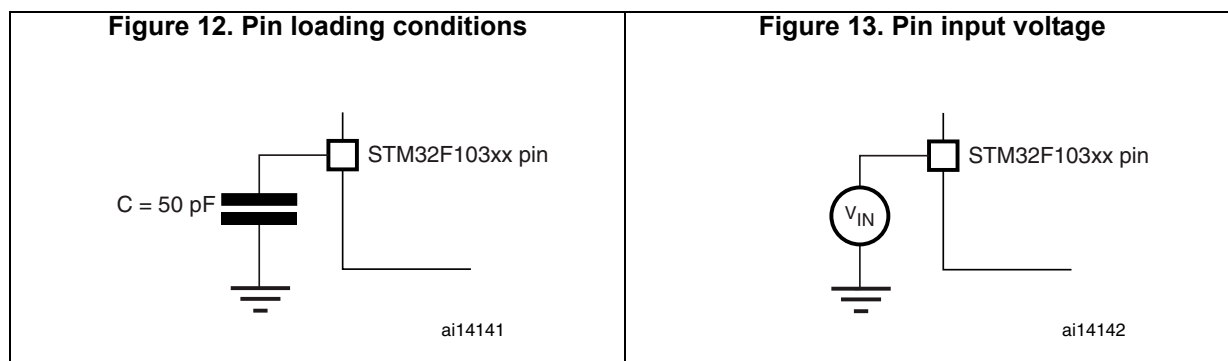 Figure 12. Pin loading conditions
STM32F103xx pin
C = 50 pF
ai14141
Figure 13. Pin input voltage
STM32F103xx pin
VIN
ai14142